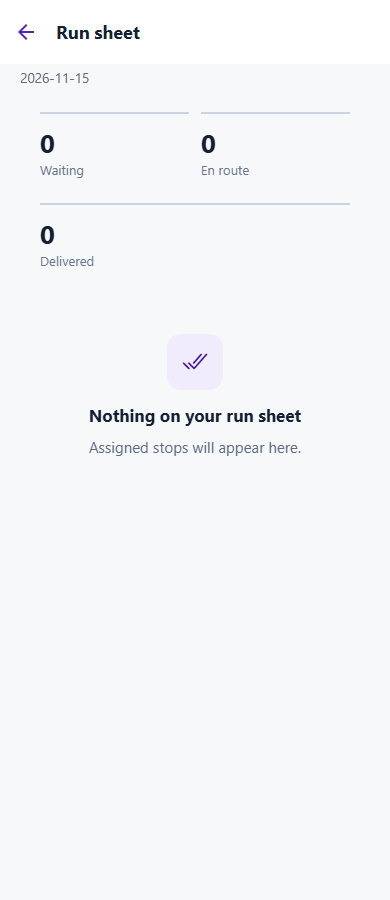 Run sheet
2026-11-15
0
Waiting
0
En route
0
Delivered
Nothing on your run sheet
Assigned stops will appear here.